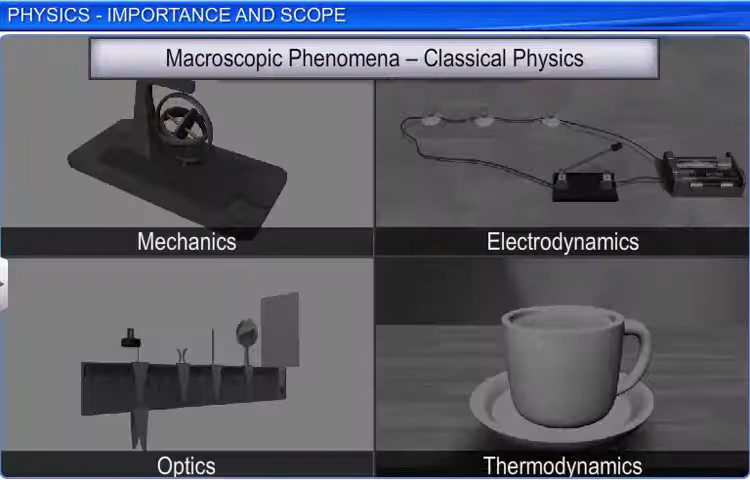 PHYSICS - IMPORTANCE AND SCOPE
Macroscopic Phenomena – Classical Physics
Mechanics
Electrodynamics
Optics
Thermodynamics